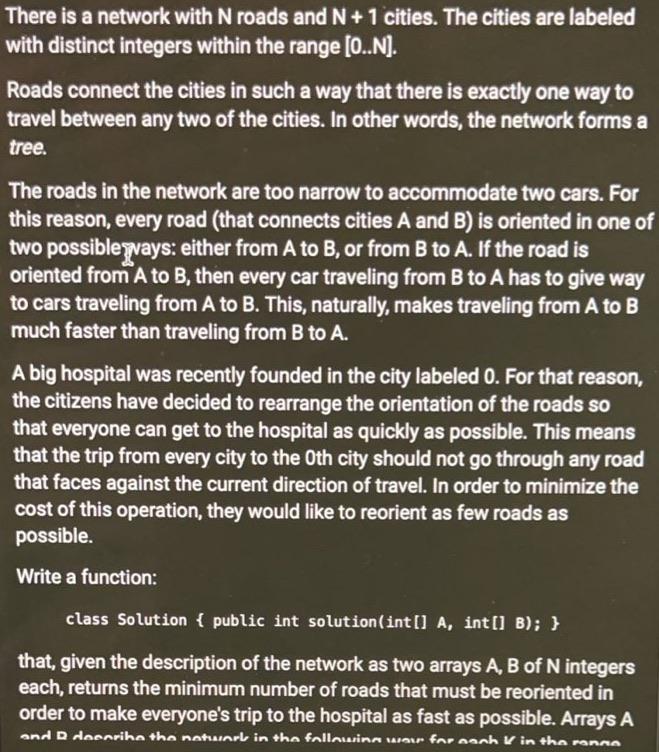 There is a network with N roads and N + 1 cities. The cities are labeled
with distinct integers within the range [0..N].
Roads connect the cities in such a way that there is exactly one way to
travel between any two of the cities. In other words, the network forms a
tree.
The roads in the network are too narrow to accommodate two cars. For
this reason, every road (that connects cities A and B) is oriented in one of
two possible ways: either from A to B, or from B to A. If the road is
oriented from A to B, then every car traveling from B to A has to give way
to cars traveling from A to B. This, naturally, makes traveling from A to B
much faster than traveling from B to A.
A big hospital was recently founded in the city labeled 0. For that reason,
the citizens have decided to rearrange the orientation of the roads so
that everyone can get to the hospital as quickly as possible. This means
that the trip from every city to the 0th city should not go through any road
that faces against the current direction of travel. In order to minimize the
cost of this operation, they would like to reorient as few roads as
possible.
Write a function:
class Solution { public int solution(int[] A, int[] B); }
that, given the description of the network as two arrays A, B of N integers
each, returns the minimum number of roads that must be reoriented in
order to make everyone's trip to the hospital as fast as possible. Arrays A
and B describe the network in the following way: for each K in the range